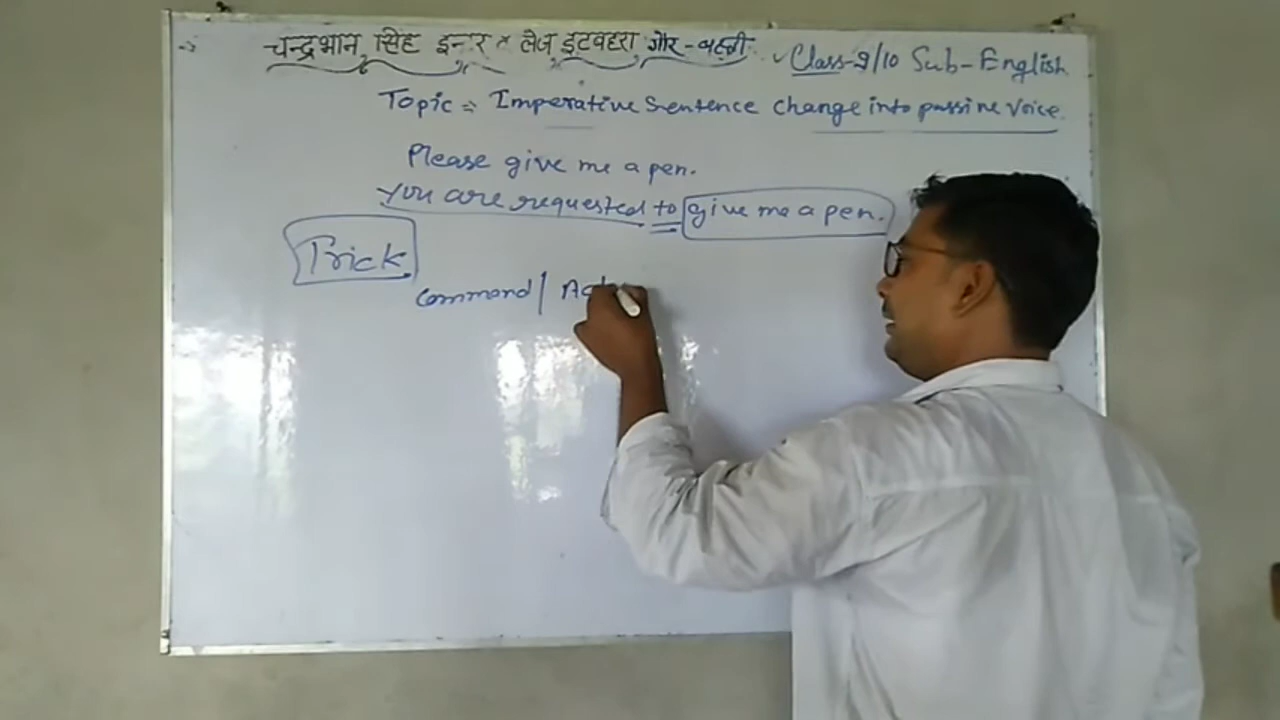 चन्द्रभान सिंह इन्टर कॉलेज इटवहरा गौर-बस्ती Class-9/10 Sub-English
Topic :- Imperative Sentence change into passive Voice.
Please give me a pen.
You are requested to give me a pen.
Trick
Command/